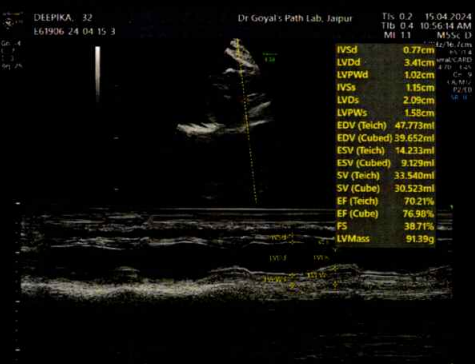 DEEPIKA, 32
Dr Goyal's Path Lab, Jaipur
TIs 0.2 15.04.2024
E61906-24-04-15-3
TIb 0.4 10:56:14 AM
MI 1.1 M5Sc D
IVSd 0.77cm
LVDd 3.41cm
LVPWd 1.02cm
IVSs 1.15cm
LVDs 2.09cm
LVPWs 1.58cm
EDV (Teich) 47.773ml
EDV (Cubed) 39.652ml
ESV (Teich) 14.233ml
ESV (Cubed) 9.129ml
SV (Teich) 33.540ml
SV (Cube) 30.523ml
EF (Teich) 70.21%
EF (Cube) 76.98%
FS 38.71%
LVMass 91.39g